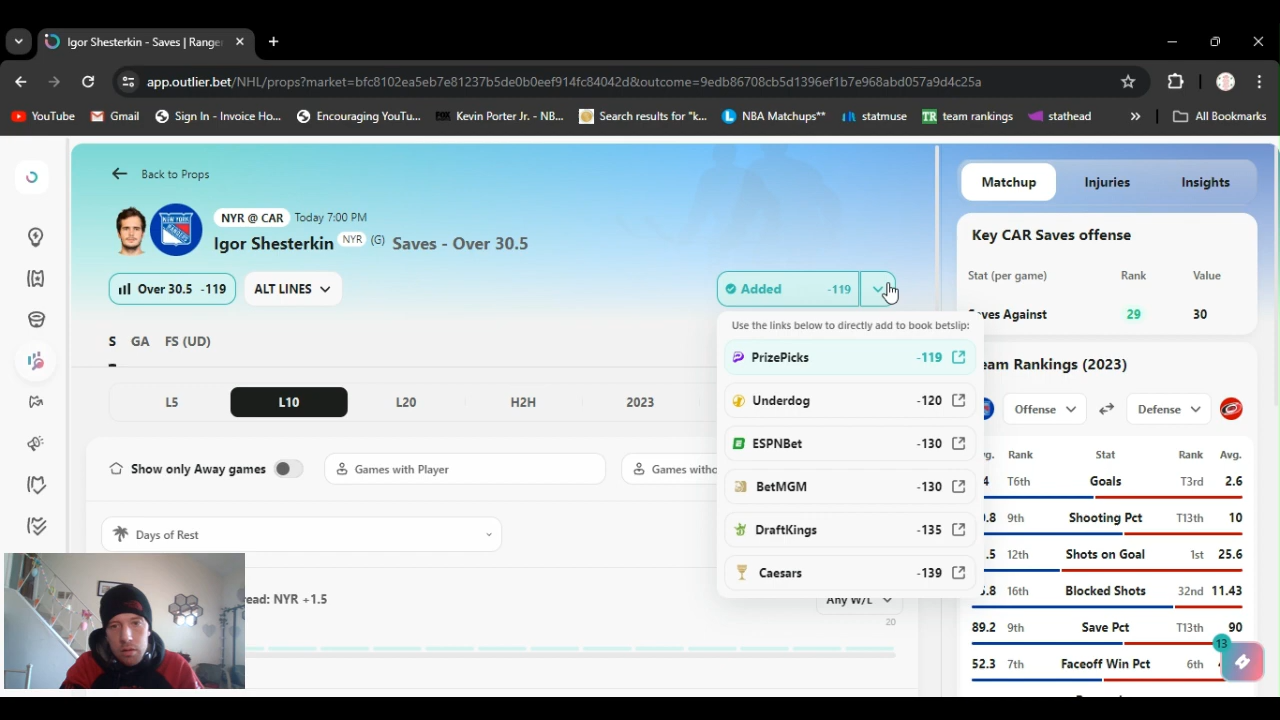 Igor Shesterkin - Saves | Ranger
app.outlier.bet/NHL/props?market=bfc8102ea5eb7e81237b5de0b0eef914fc84042d&outcome=9edb86708cb5d1396ef1b7e968abd057a9d4c25a
YouTube
Gmail
Sign In - Invoice Ho...
Encouraging YouTu...
Kevin Porter Jr. - NB...
Search results for "k...
NBA Matchups**
statmuse
team rankings
stathead
All Bookmarks
Back to Props
NYR @ CAR Today 7:00 PM
Igor Shesterkin NYR (G) Saves - Over 30.5
Over 30.5 -119
ALT LINES
Added -119
Use the links below to directly add to book betslip:
PrizePicks -119
Underdog -120
ESPNBet -130
BetMGM -130
DraftKings -135
Caesars -139
S GA FS (UD)
L5 L10 L20 H2H 2023
Show only Away games
Games with Player
Games witho
Days of Rest
ead: NYR +1.5
Any W/L
20
Matchup Injuries Insights
Key CAR Saves offense
Stat (per game) Rank Value
ves Against 29 30
eam Rankings (2023)
Offense Defense
g. Rank Stat Rank Avg.
4 T6th Goals T3rd 2.6
.8 9th Shooting Pct T13th 10
.5 12th Shots on Goal 1st 25.6
.8 16th Blocked Shots 32nd 11.43
89.2 9th Save Pct T13th 90
13
52.3 7th Faceoff Win Pct 6th